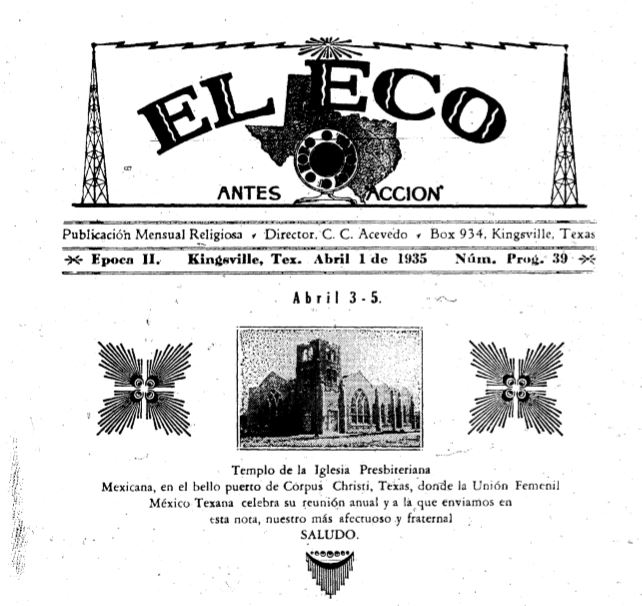 EL ECO
ANTES ACCION
Publicación Mensual Religiosa Director, C. C. Acevedo Box 934, Kingsville, Texas
Epoca II. Kingsville, Tex. Abril 1 de 1935 Núm. Prog. 39
Abril 3-5.
Templo de la Iglesia Presbiteriana
Mexicana, en el bello puerto de Corpus Christi, Texas, donde la Unión Femenil
México Texana celebra su reunión anual y a la que enviamos en
esta nota, nuestro más afectuoso y fraternal
SALUDO.